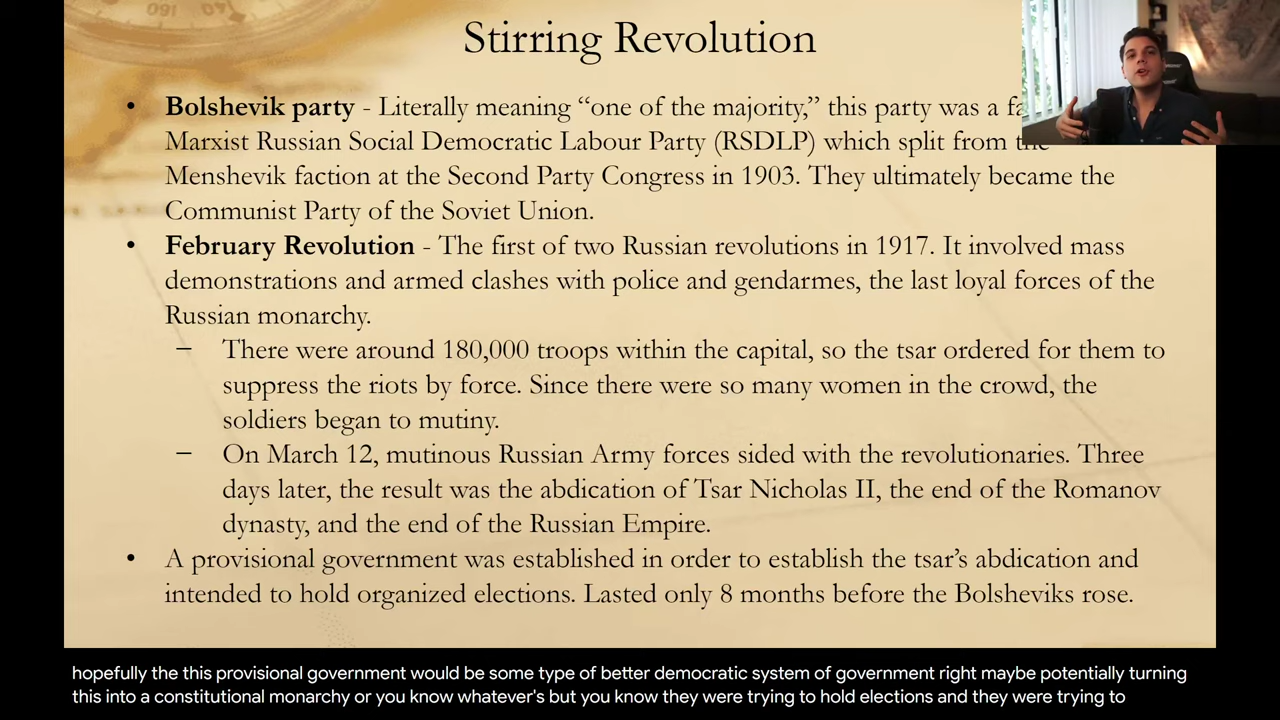 Stirring Revolution
• Bolshevik party - Literally meaning “one of the majority,” this party was a
Marxist Russian Social Democratic Labour Party (RSDLP) which split from the
Menshevik faction at the Second Party Congress in 1903. They ultimately became the
Communist Party of the Soviet Union.
• February Revolution - The first of two Russian revolutions in 1917. It involved mass
demonstrations and armed clashes with police and gendarmes, the last loyal forces of the
Russian monarchy.
– There were around 180,000 troops within the capital, so the tsar ordered for them to
suppress the riots by force. Since there were so many women in the crowd, the
soldiers began to mutiny.
– On March 12, mutinous Russian Army forces sided with the revolutionaries. Three
days later, the result was the abdication of Tsar Nicholas II, the end of the Romanov
dynasty, and the end of the Russian Empire.
• A provisional government was established in order to establish the tsar’s abdication and
intended to hold organized elections. Lasted only 8 months before the Bolsheviks rose.
hopefully the this provisional government would be some type of better democratic system of government right maybe potentially turning
this into a constitutional monarchy or you know whatever's but you know they were trying to hold elections and they were trying to